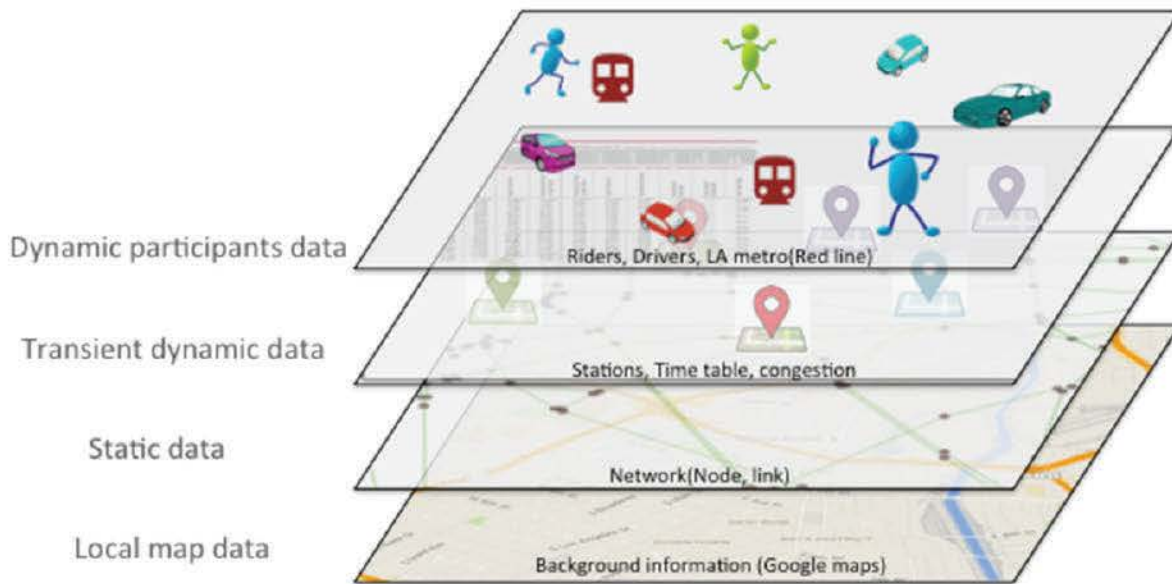 Dynamic participants data
Riders, Drivers, LA metro(Red line)
Transient dynamic data
Stations, Time table, congestion
Static data
Network(Node, link)
Local map data
Background information (Google maps)